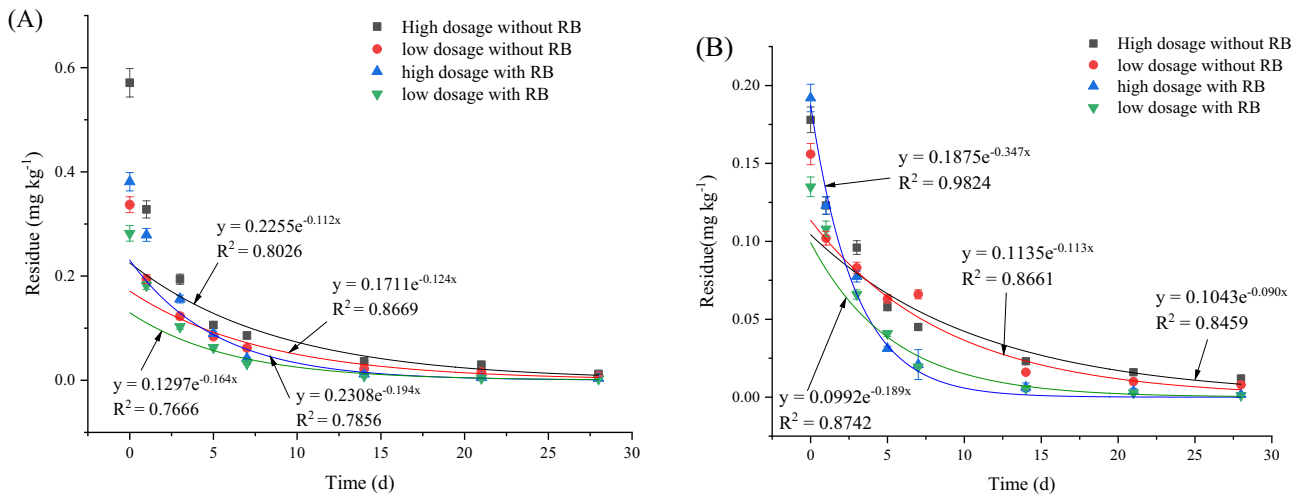 (A)
High dosage without RB
low dosage without RB
high dosage with RB
low dosage with RB
0.6
0.4
0.2
0.0
Residue (mg kg⁻¹)
y = 0.2255e^-0.112x
R² = 0.8026
y = 0.1711e^-0.124x
R² = 0.8669
y = 0.1297e^-0.164x
R² = 0.7666
y = 0.2308e^-0.194x
R² = 0.7856
0 5 10 15 20 25 30
Time (d)
(B)
High dosage without RB
low dosage without RB
high dosage with RB
low dosage with RB
0.20
0.15
0.10
0.05
0.00
Residue(mg kg⁻¹)
y = 0.1875e^-0.347x
R² = 0.9824
y = 0.1135e^-0.113x
R² = 0.8661
y = 0.1043e^-0.090x
R² = 0.8459
y = 0.0992e^-0.189x
R² = 0.8742
0 5 10 15 20 25 30
Time (d)